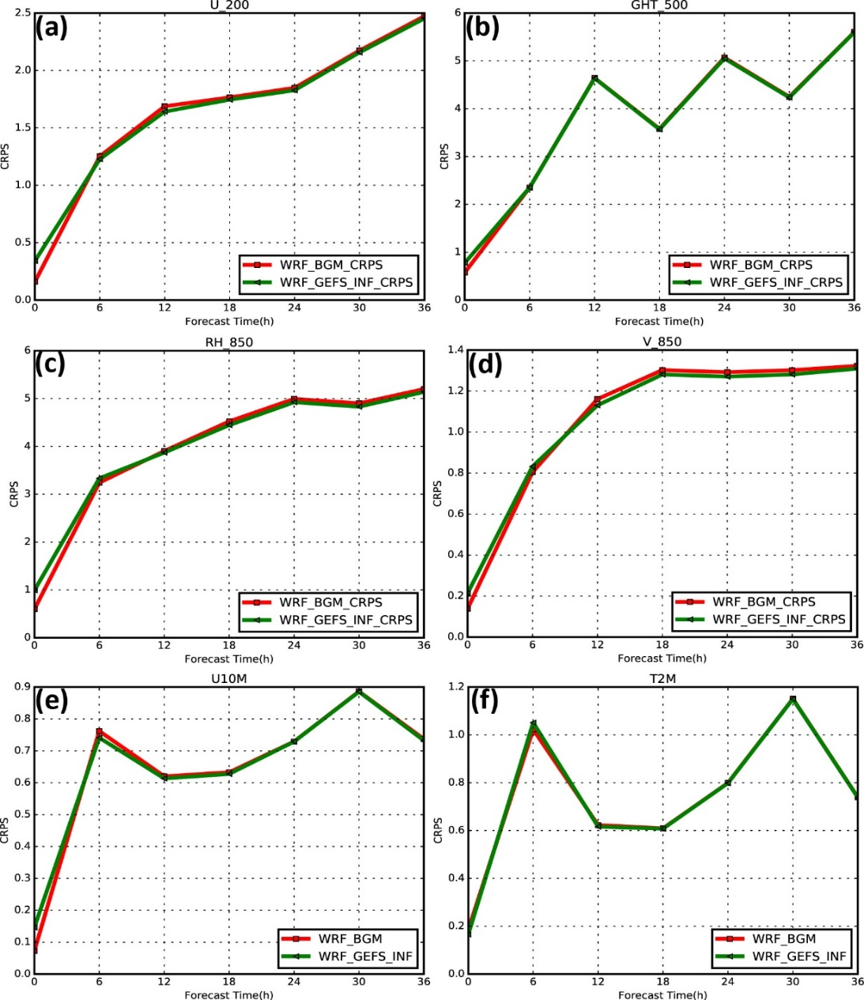 U_200
(a)
2.5
2.0
1.5
1.0
0.5
0.0
CRPS
WRF_BGM_CRPS
WRF_GEFS_INF_CRPS
0 6 12 18 24 30 36
Forecast Time(h)
GHT_500
(b)
6
5
4
3
2
1
0
CRPS
WRF_BGM_CRPS
WRF_GEFS_INF_CRPS
0 6 12 18 24 30 36
Forecast Time(h)
RH_850
(c)
6
5
4
3
2
1
0
CRPS
WRF_BGM_CRPS
WRF_GEFS_INF_CRPS
0 6 12 18 24 30 36
Forecast Time(h)
V_850
(d)
1.4
1.2
1.0
0.8
0.6
0.4
0.2
0.0
CRPS
WRF_BGM_CRPS
WRF_GEFS_INF_CRPS
0 6 12 18 24 30 36
Forecast Time(h)
U10M
(e)
0.9
0.8
0.7
0.6
0.5
0.4
0.3
0.2
0.1
0.0
CRPS
WRF_BGM
WRF_GEFS_INF
0 6 12 18 24 30 36
Forecast Time(h)
T2M
(f)
1.2
1.0
0.8
0.6
0.4
0.2
0.0
CRPS
WRF_BGM
WRF_GEFS_INF
0 6 12 18 24 30 36
Forecast Time(h)